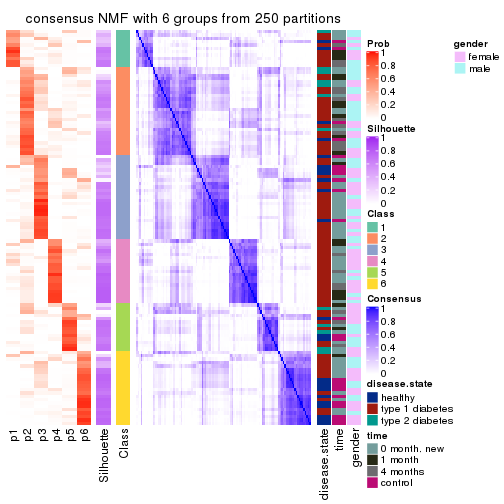 consensus NMF with 6 groups from 250 partitions
Prob
1
0.8
0.6
0.4
0.2
0
gender
female
male
Silhouette
1
0.8
0.6
0.4
0.2
0
Class
1
2
3
4
5
6
Consensus
1
0.8
0.6
0.4
0.2
0
disease.state
healthy
type 1 diabetes
type 2 diabetes
time
0 month, new
1 month
4 months
control
p1
p2
p3
p4
p5
p6
Silhouette
Class
disease.state
time
gender